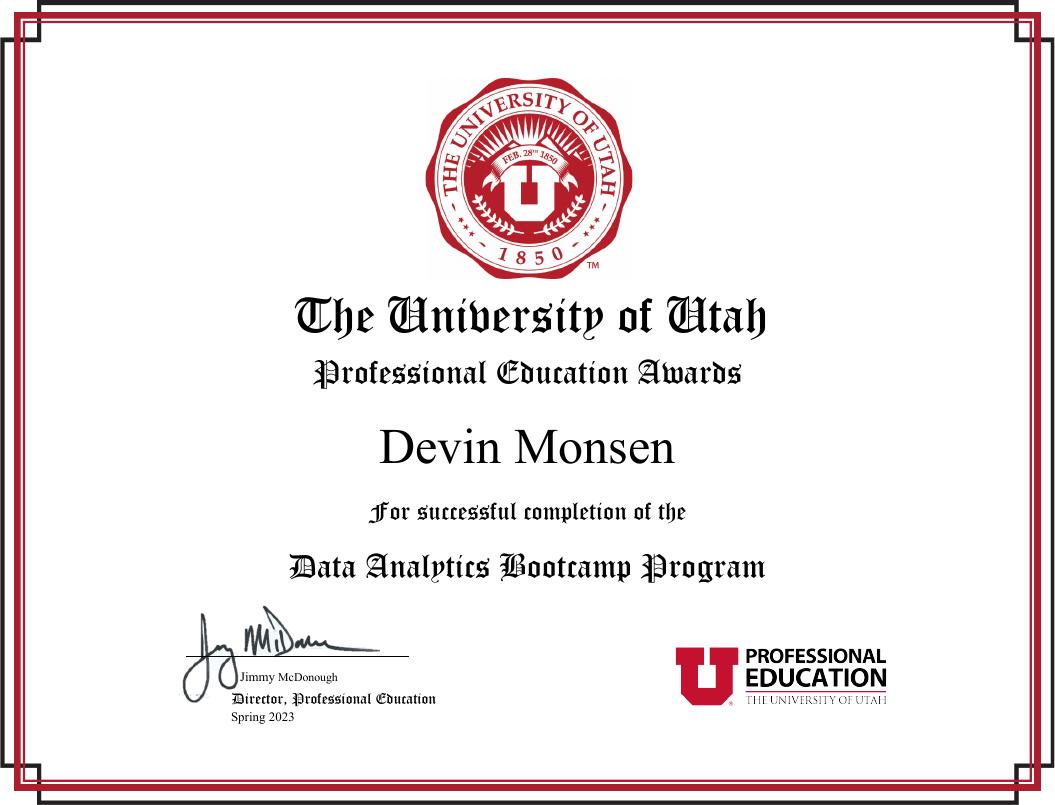 THE UNIVERSITY OF UTAH
FEB. 28TH 1850
U
- 1850 -
TM
The University of Utah
Professional Education Awards
Devin Monsen
For successful completion of the
Data Analytics Bootcamp Program
Jimmy McDonough
Director, Professional Education
Spring 2023
U
®
PROFESSIONAL
EDUCATION
THE UNIVERSITY OF UTAH